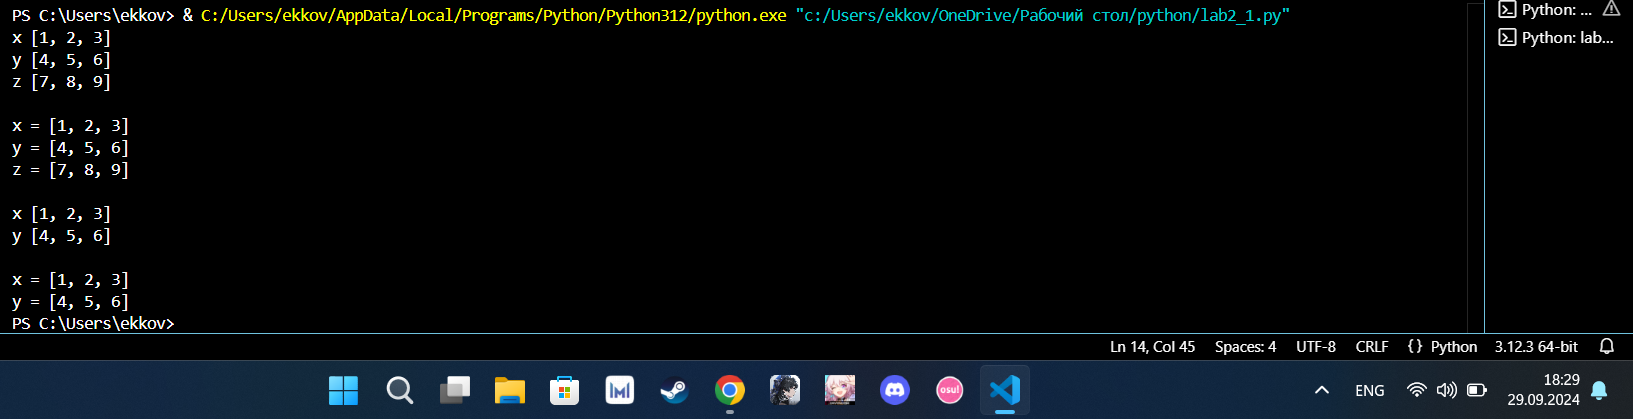 PS C:\Users\ekkov> & C:/Users/ekkov/AppData/Local/Programs/Python/Python312/python.exe "c:/Users/ekkov/OneDrive/Рабочий стол/python/lab2_1.py"
x [1, 2, 3]
y [4, 5, 6]
z [7, 8, 9]
x = [1, 2, 3]
y = [4, 5, 6]
z = [7, 8, 9]
x [1, 2, 3]
y [4, 5, 6]
x = [1, 2, 3]
y = [4, 5, 6]
PS C:\Users\ekkov>
Python: ...
Python: lab...
Ln 14, Col 45 Spaces: 4 UTF-8 CRLF {} Python 3.12.3 64-bit
osu!
ENG
18:29
29.09.2024